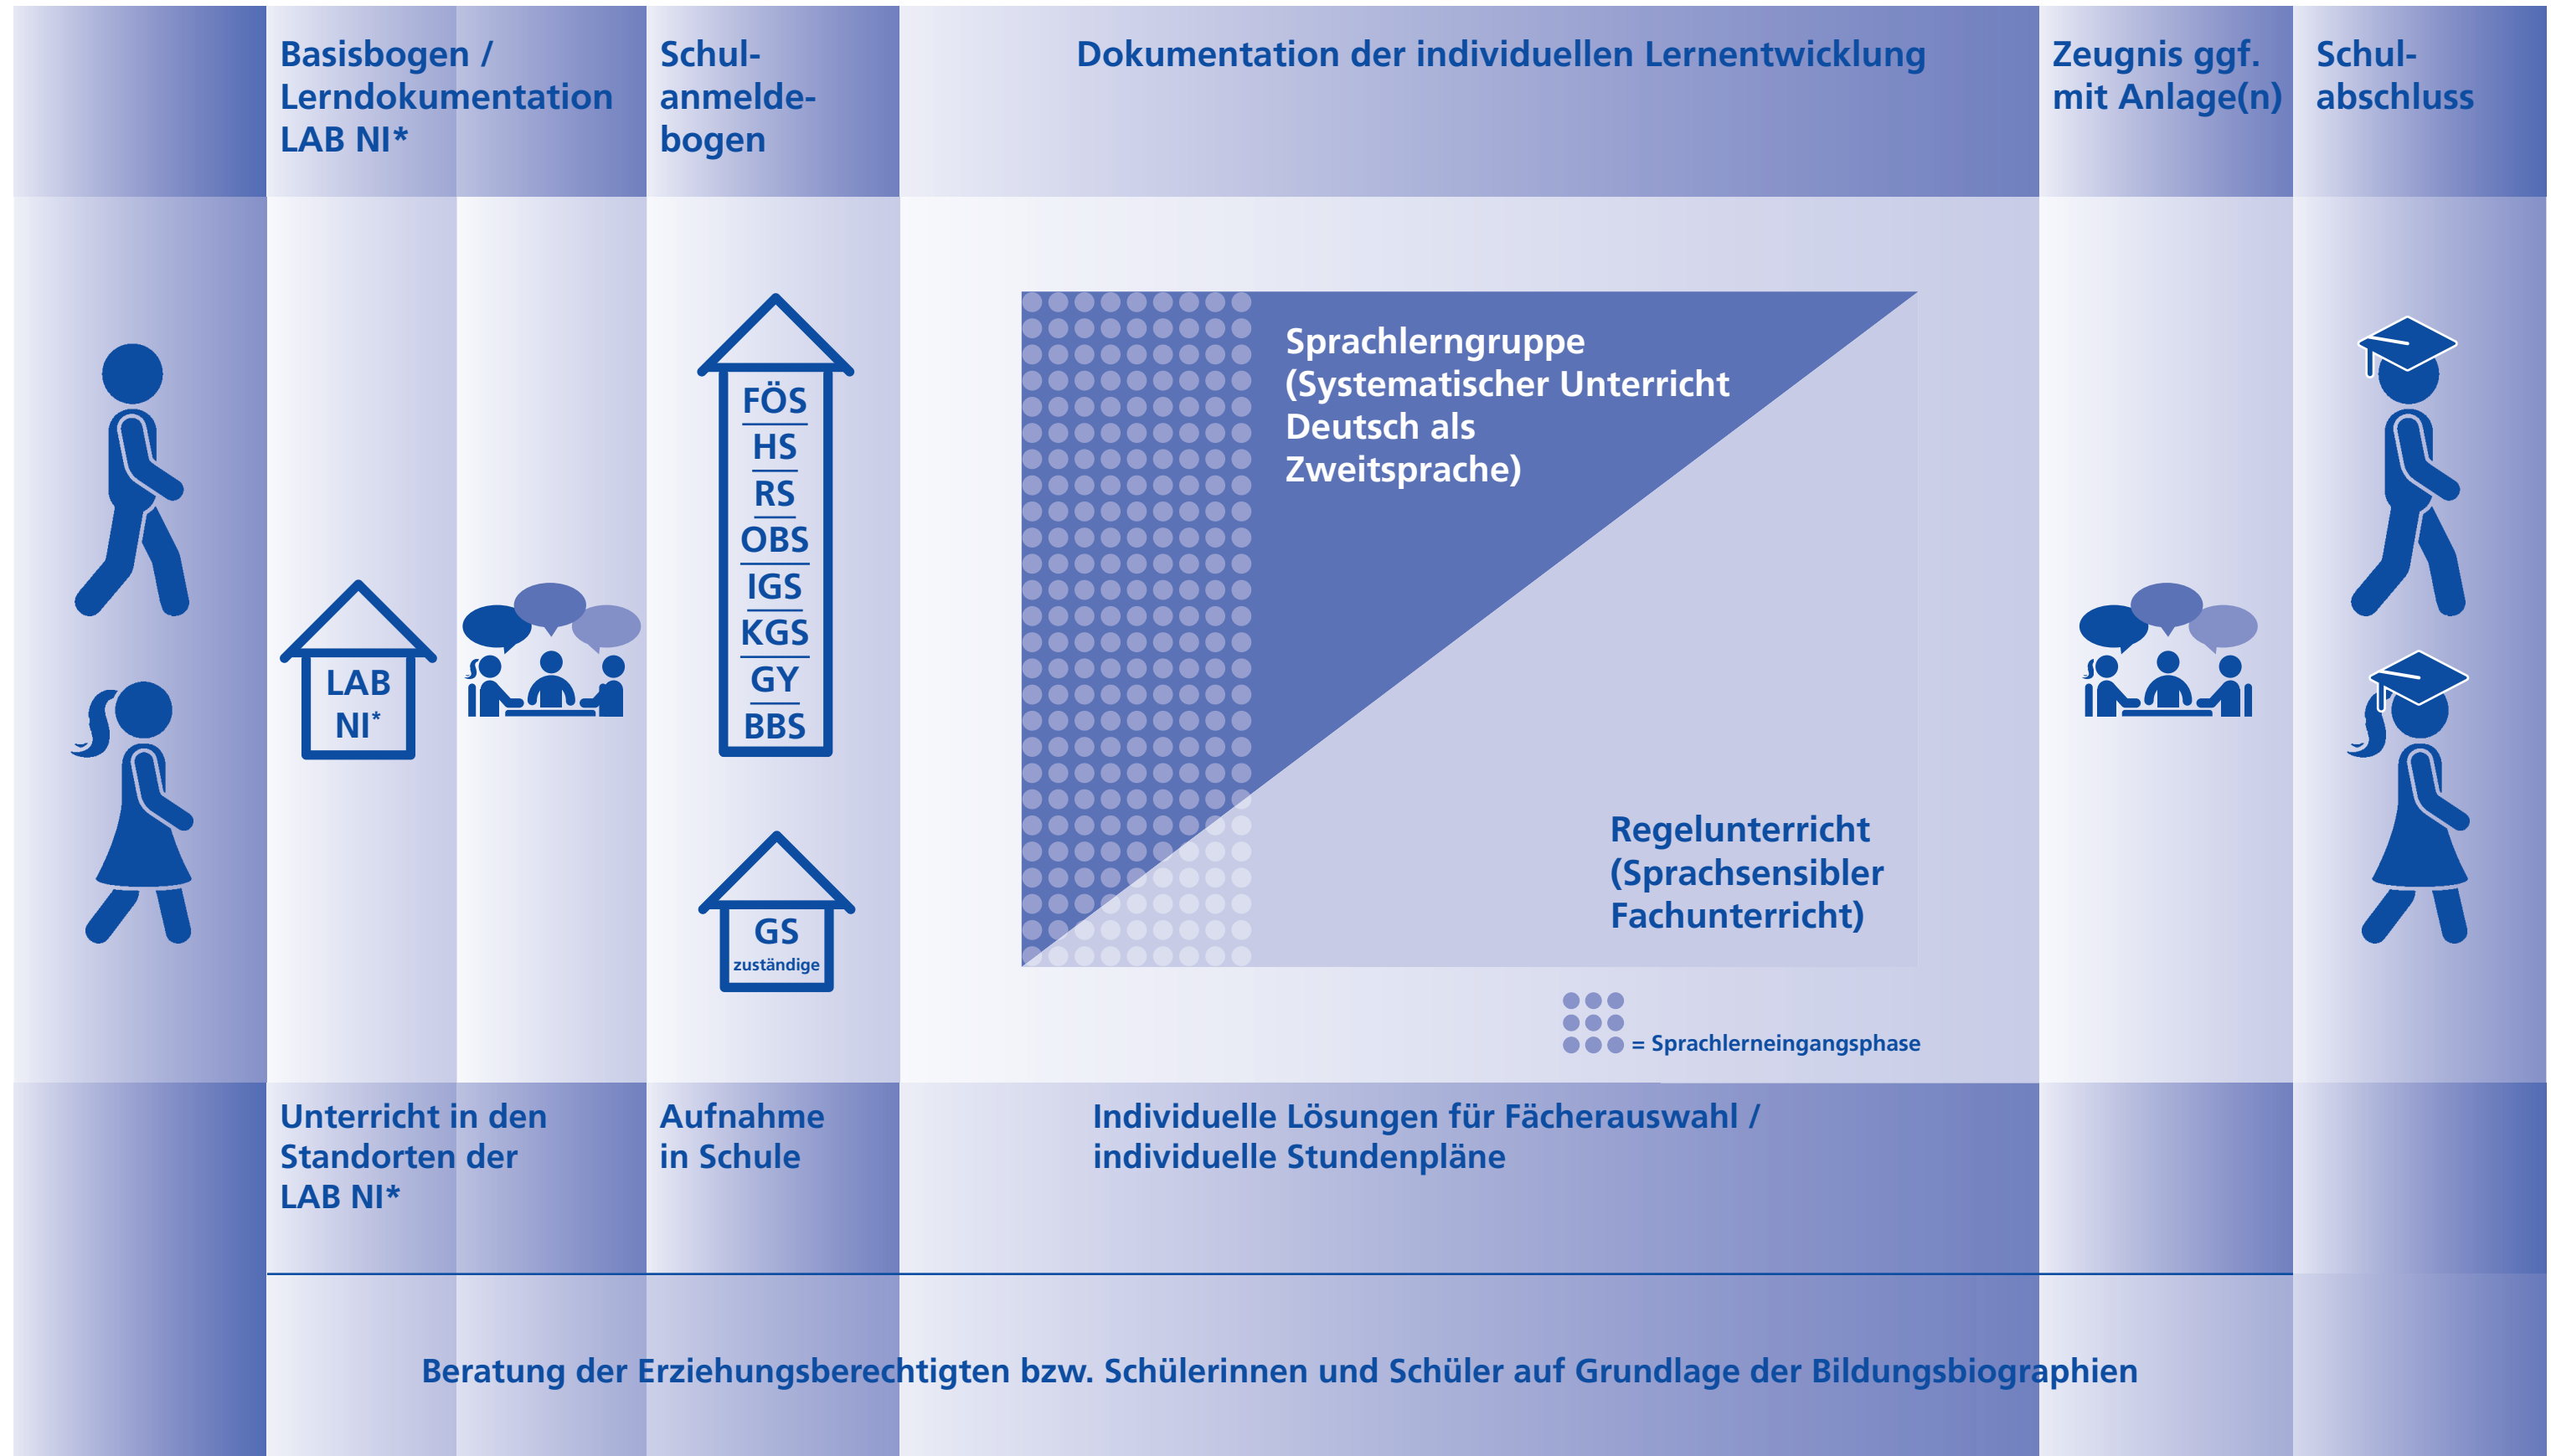 Basisbogen /
Lerndokumentation
LAB NI*
Schul-
anmelde-
bogen
Dokumentation der individuellen Lernentwicklung
Zeugnis ggf.
mit Anlage(n)
Schul-
abschluss
LAB
NI*
FÖS
HS
RS
OBS
IGS
KGS
GY
BBS
GS
zuständige
Sprachlerngruppe
(Systematischer Unterricht
Deutsch als
Zweitsprache)
Regelunterricht
(Sprachsensibler
Fachunterricht)
= Sprachlerneingangsphase
Unterricht in den
Standorten der
LAB NI*
Aufnahme
in Schule
Individuelle Lösungen für Fächerauswahl /
individuelle Stundenpläne
Beratung der Erziehungsberechtigten bzw. Schülerinnen und Schüler auf Grundlage der Bildungsbiographien